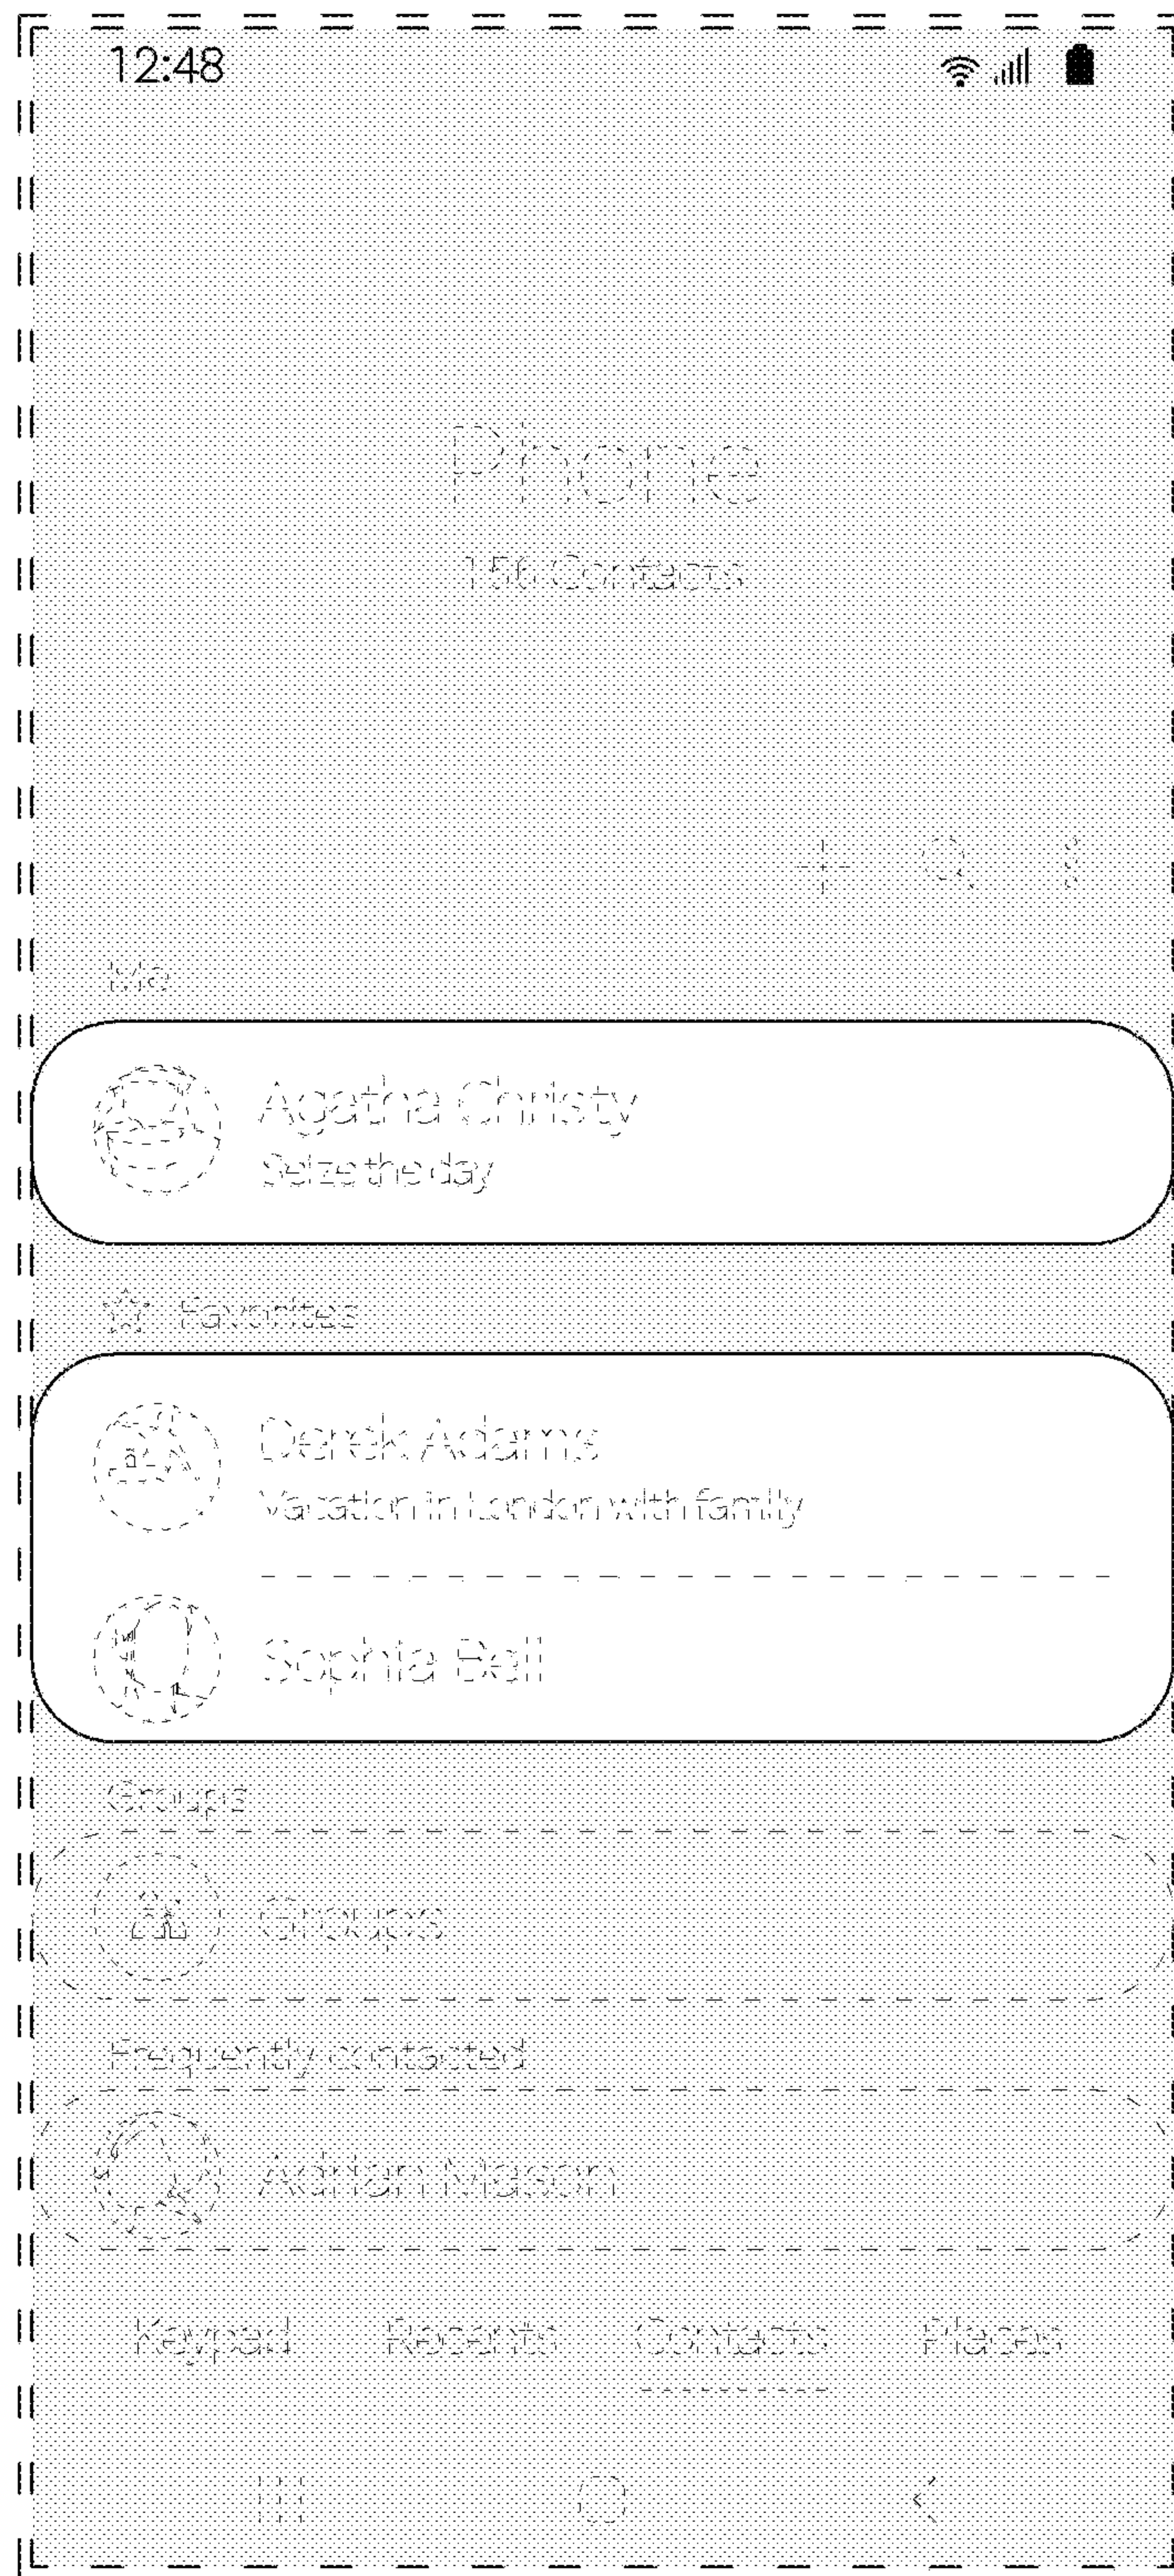 12:48
Phone
156 Contacts
Me
Agatha Christy
Seize the day
Favorites
Derek Adams
Vacation in London with family
Sophia Bell
Groups
Groups
Frequently contacted
Adrian Mason
Keypad Recents Contacts Places